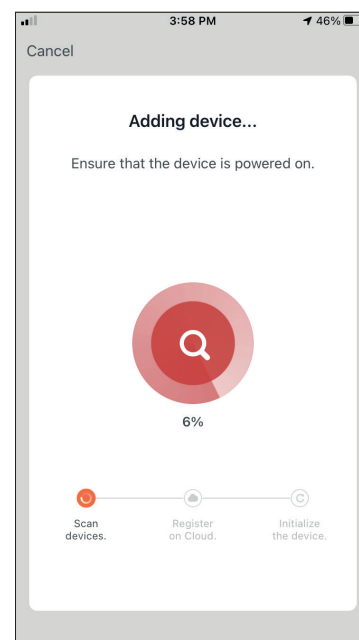 3:58 PM
46%
Cancel
Adding device...
Ensure that the device is powered on.
6%
Scan
devices.
Register
on Cloud.
Initialize
the device.